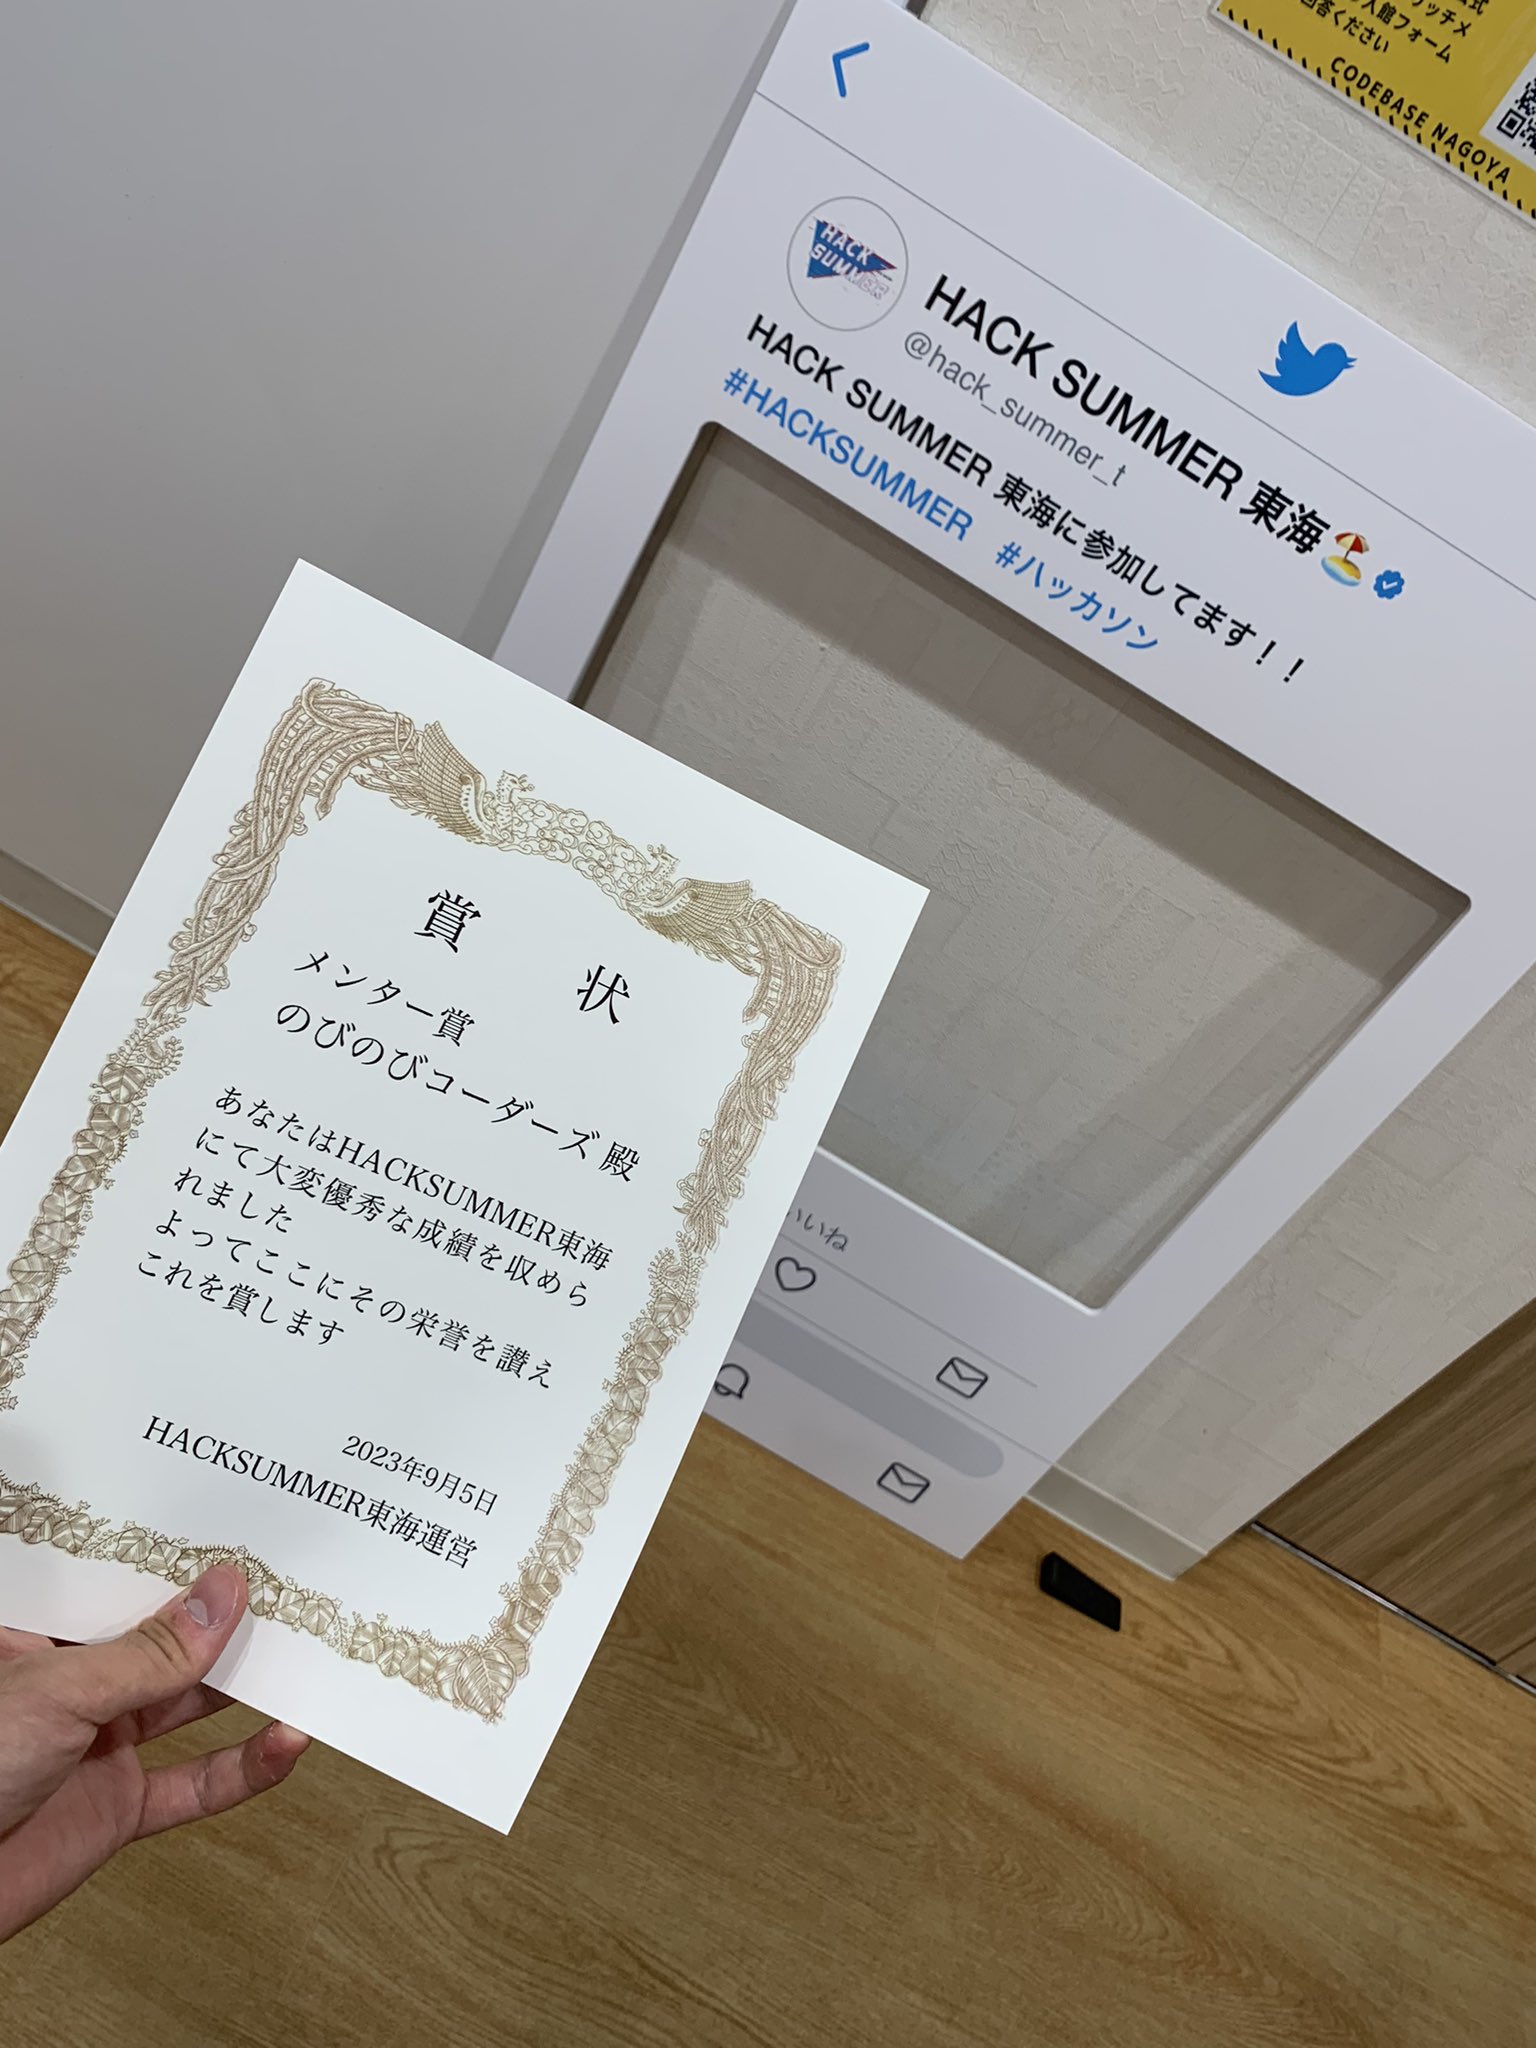 ッチメ
入館フォーム
回答ください
CODEBASE NAGOYA
HACK
SUMMER
HACK SUMMER 東海
@hack_summer_t
HACK SUMMER 東海に参加してます！！
#HACKSUMMER #ハッカソン
いいね
賞 状
メンター賞
のびのびコーダーズ 殿
あなたはHACKSUMMER東海
にて大変優秀な成績を収めら
れました
よってここにその栄誉を讃え
これを賞します
2023年9月5日
HACKSUMMER東海運営